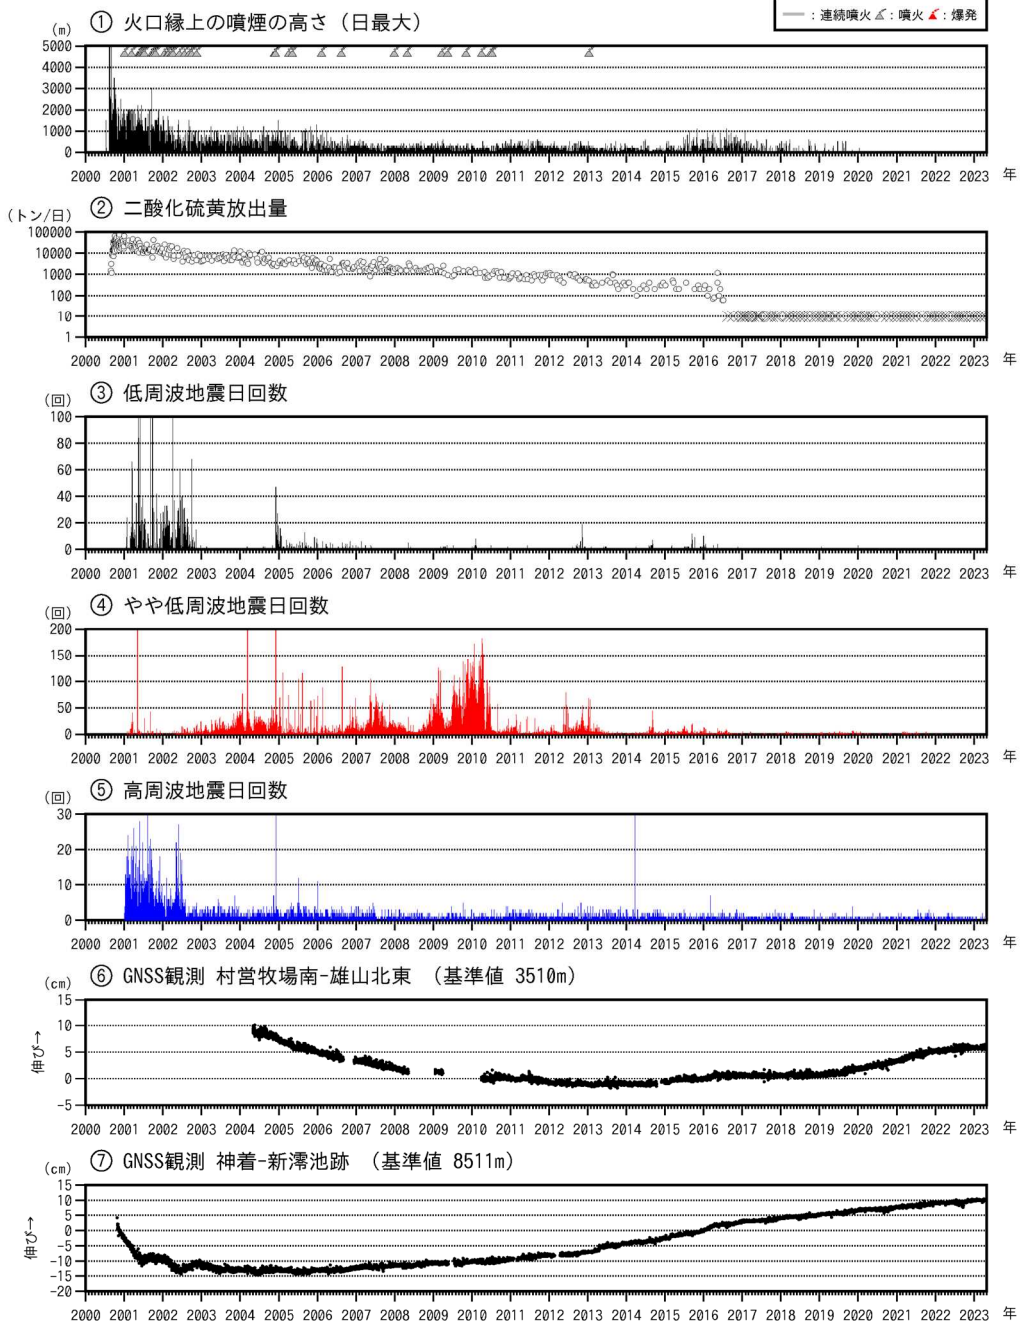 ① 火口縁上の噴煙の高さ（日最大）
：連続噴火 ：噴火 ：爆発
(m)
5000
4000
3000
2000
1000
0
2000 2001 2002 2003 2004 2005 2006 2007 2008 2009 2010 2011 2012 2013 2014 2015 2016 2017 2018 2019 2020 2021 2022 2023 年
② 二酸化硫黄放出量
(トン/日)
100000
10000
1000
100
10
1
2000 2001 2002 2003 2004 2005 2006 2007 2008 2009 2010 2011 2012 2013 2014 2015 2016 2017 2018 2019 2020 2021 2022 2023 年
③ 低周波地震日回数
(回)
100
80
60
40
20
0
2000 2001 2002 2003 2004 2005 2006 2007 2008 2009 2010 2011 2012 2013 2014 2015 2016 2017 2018 2019 2020 2021 2022 2023 年
④ やや低周波地震日回数
(回)
200
150
100
50
0
2000 2001 2002 2003 2004 2005 2006 2007 2008 2009 2010 2011 2012 2013 2014 2015 2016 2017 2018 2019 2020 2021 2022 2023 年
⑤ 高周波地震日回数
(回)
30
20
10
0
2000 2001 2002 2003 2004 2005 2006 2007 2008 2009 2010 2011 2012 2013 2014 2015 2016 2017 2018 2019 2020 2021 2022 2023 年
⑥ GNSS観測 村営牧場南-雄山北東 （基準値 3510m）
(cm)
伸び→
15
10
5
0
-5
2000 2001 2002 2003 2004 2005 2006 2007 2008 2009 2010 2011 2012 2013 2014 2015 2016 2017 2018 2019 2020 2021 2022 2023 年
⑦ GNSS観測 神着-新澪池跡 （基準値 8511m）
(cm)
伸び→
15
10
5
0
-5
-10
-15
-20
2000 2001 2002 2003 2004 2005 2006 2007 2008 2009 2010 2011 2012 2013 2014 2015 2016 2017 2018 2019 2020 2021 2022 2023 年